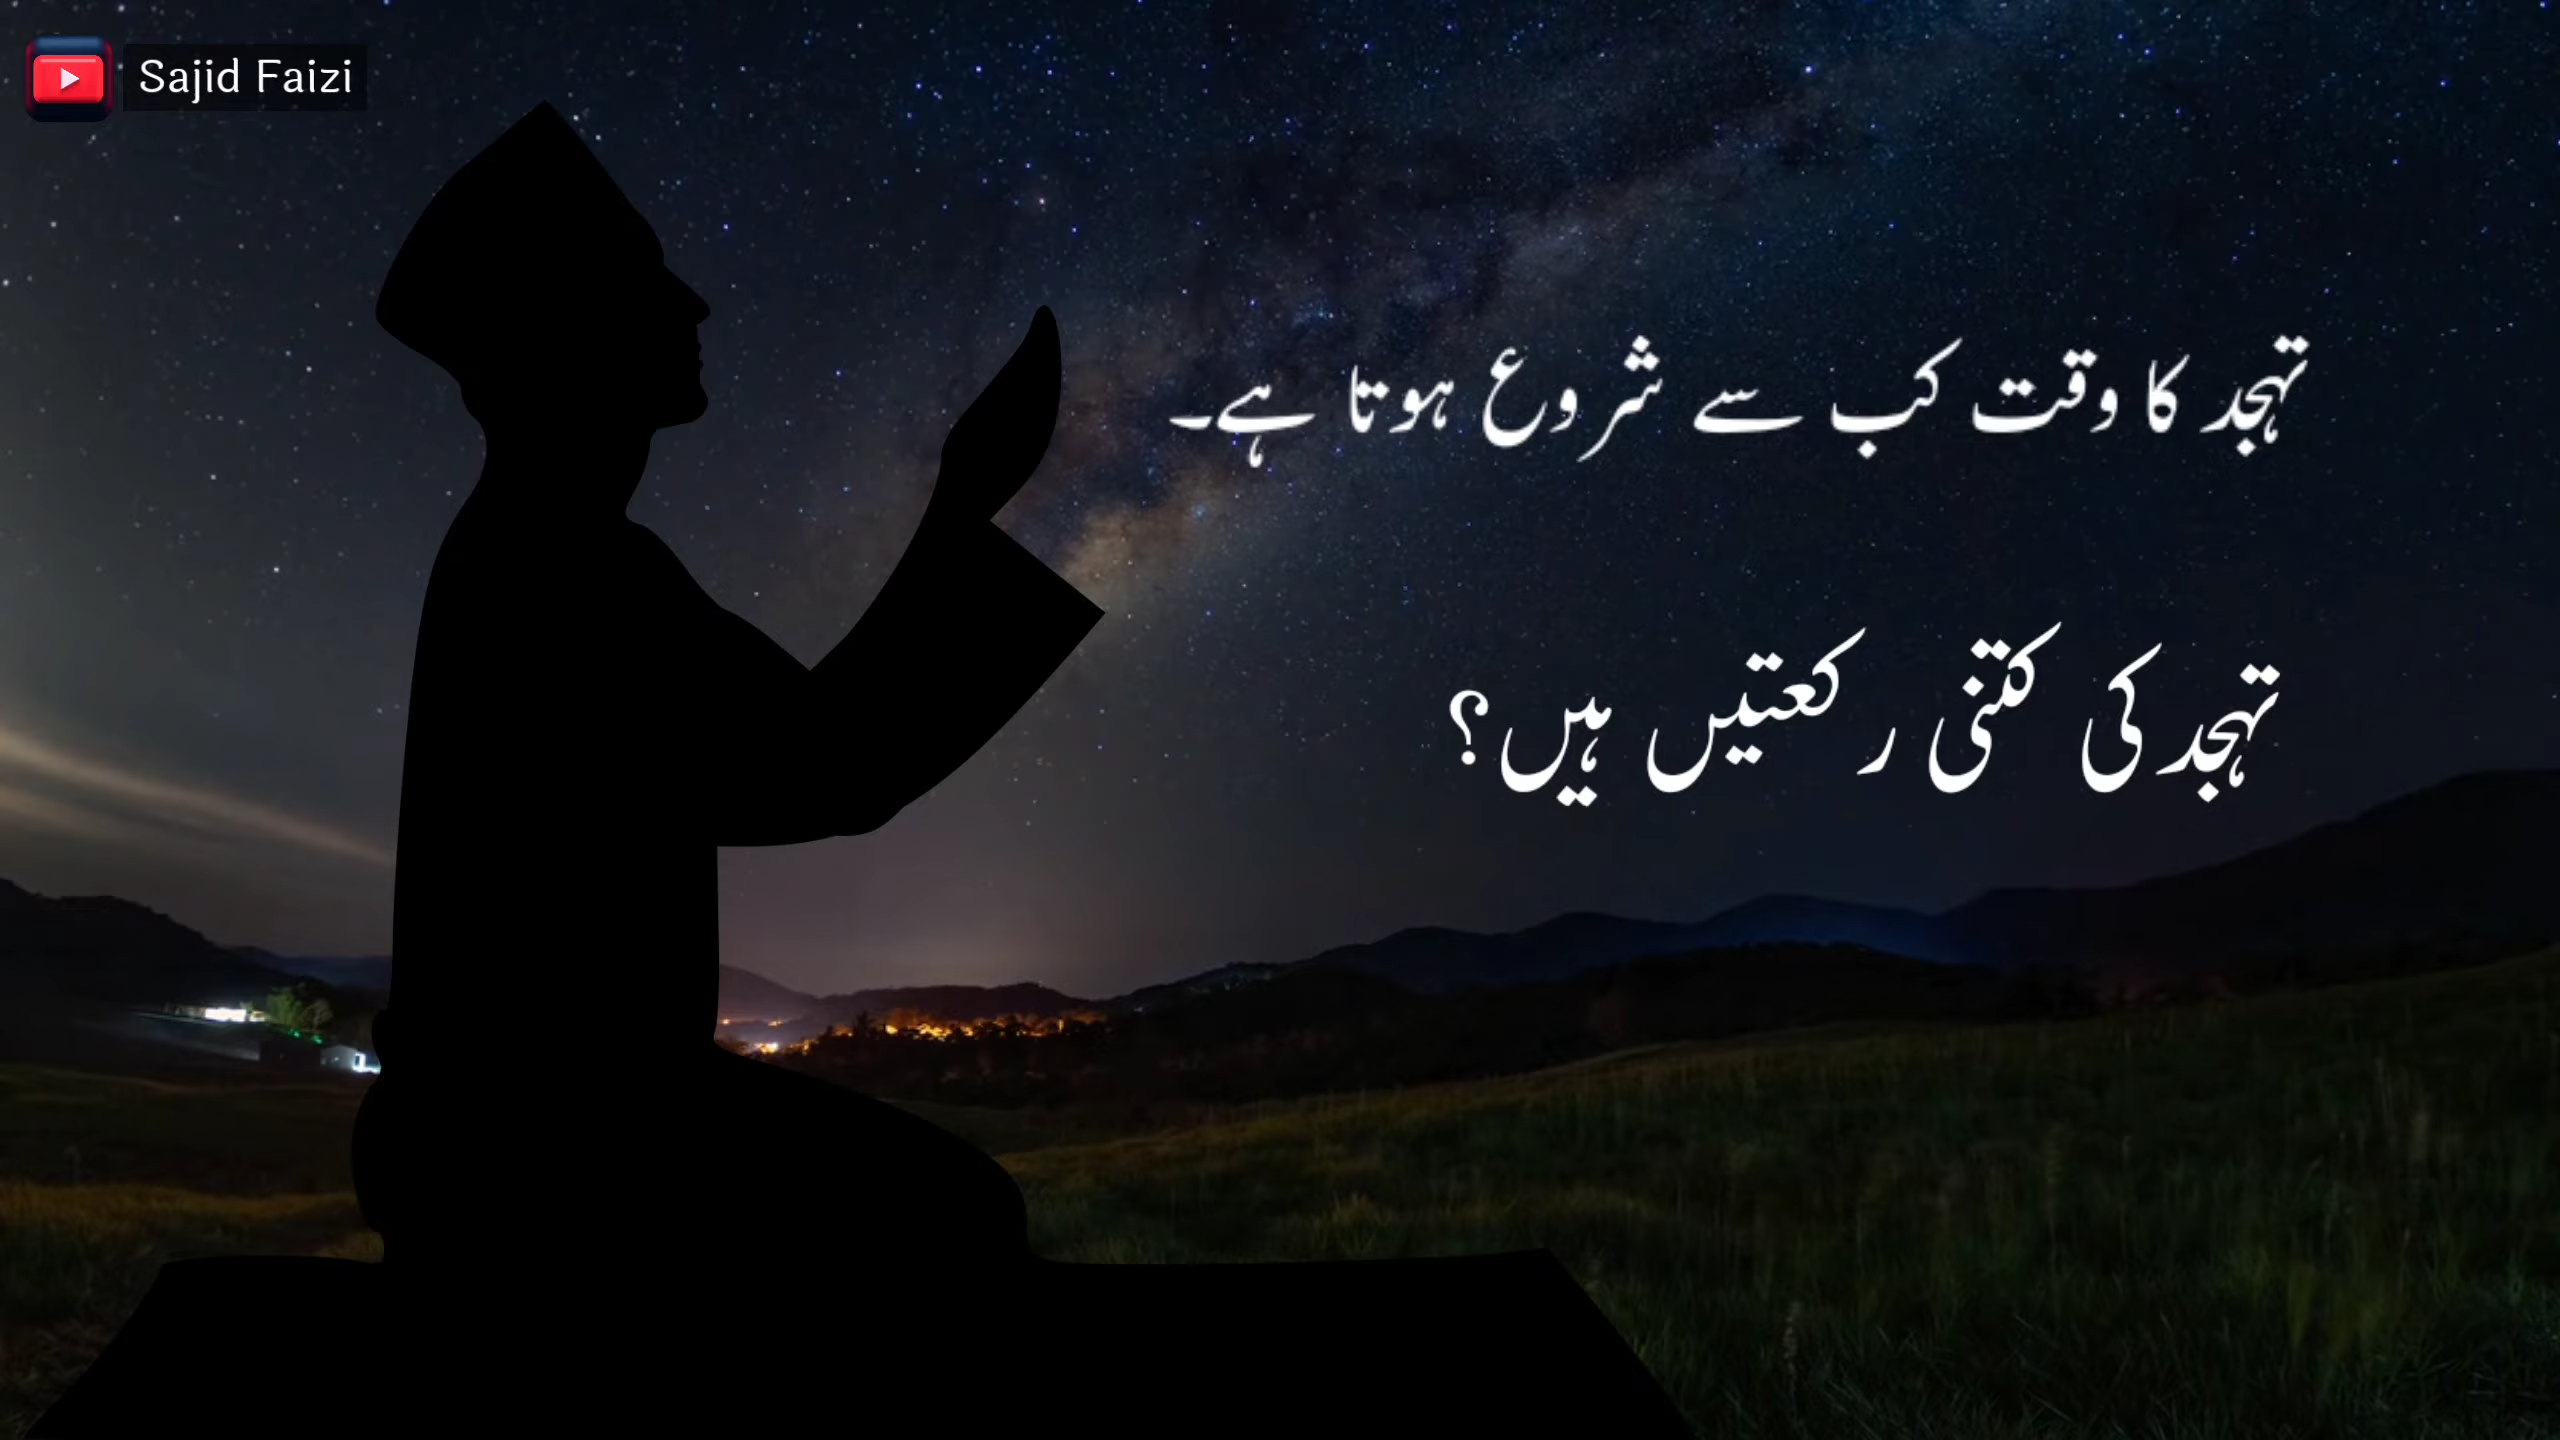 Sajid Faizi
تہجد کا وقت کب سے شروع ہوتا ہے۔
تہجد کی کتنی رکعتیں ہیں؟